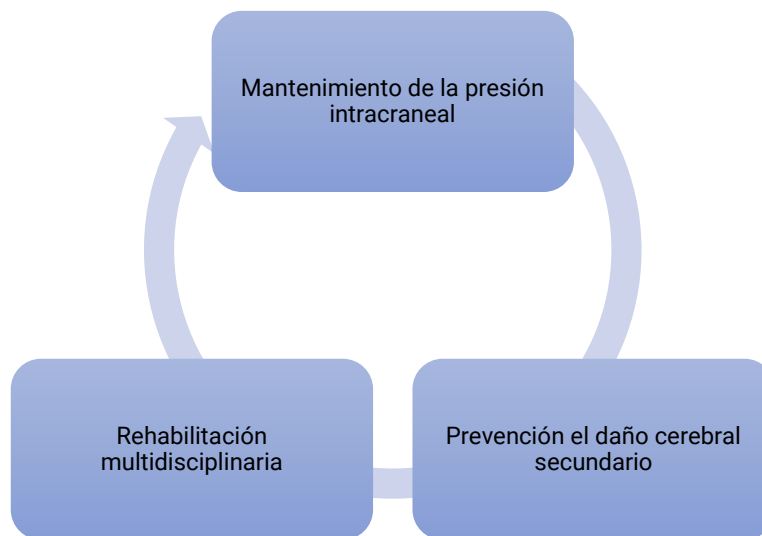 Mantenimiento de la presión
intracraneal
Rehabilitación
multidisciplinaria
Prevención el daño cerebral
secundario